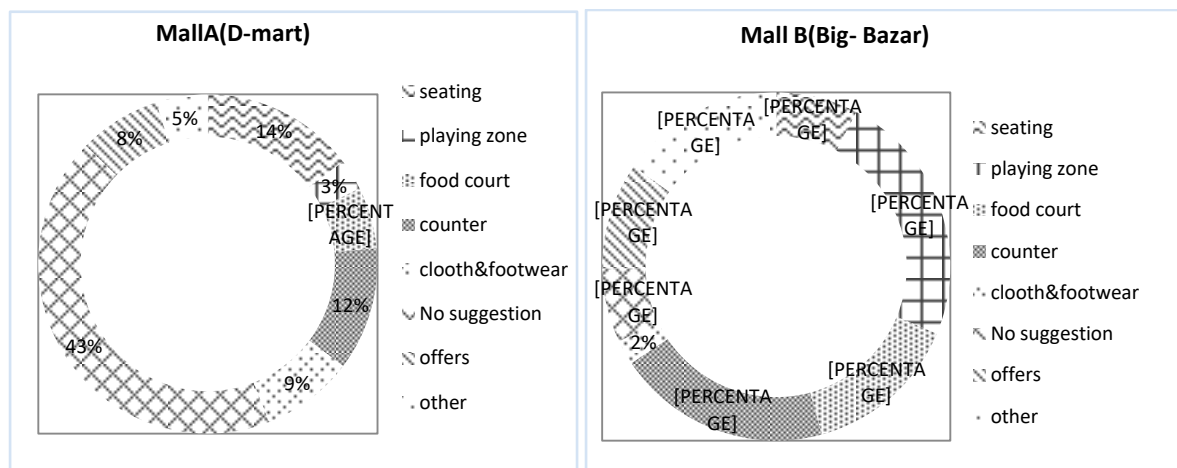 MallA(D-mart)
5%
14%
8%
3%
[PERCENT
AGE]
12%
43%
9%
seating
playing zone
food court
counter
clooth&footwear
No suggestion
offers
other
Mall B(Big- Bazar)
[PERCENTA
GE]
[PERCENTA
GE]
[PERCENTA
GE]
[PERCENTA
GE]
[PERCENTA
GE]
2%
[PERCENTA
GE]
[PERCENTA
GE]
seating
playing zone
food court
counter
clooth&footwear
No suggestion
offers
other